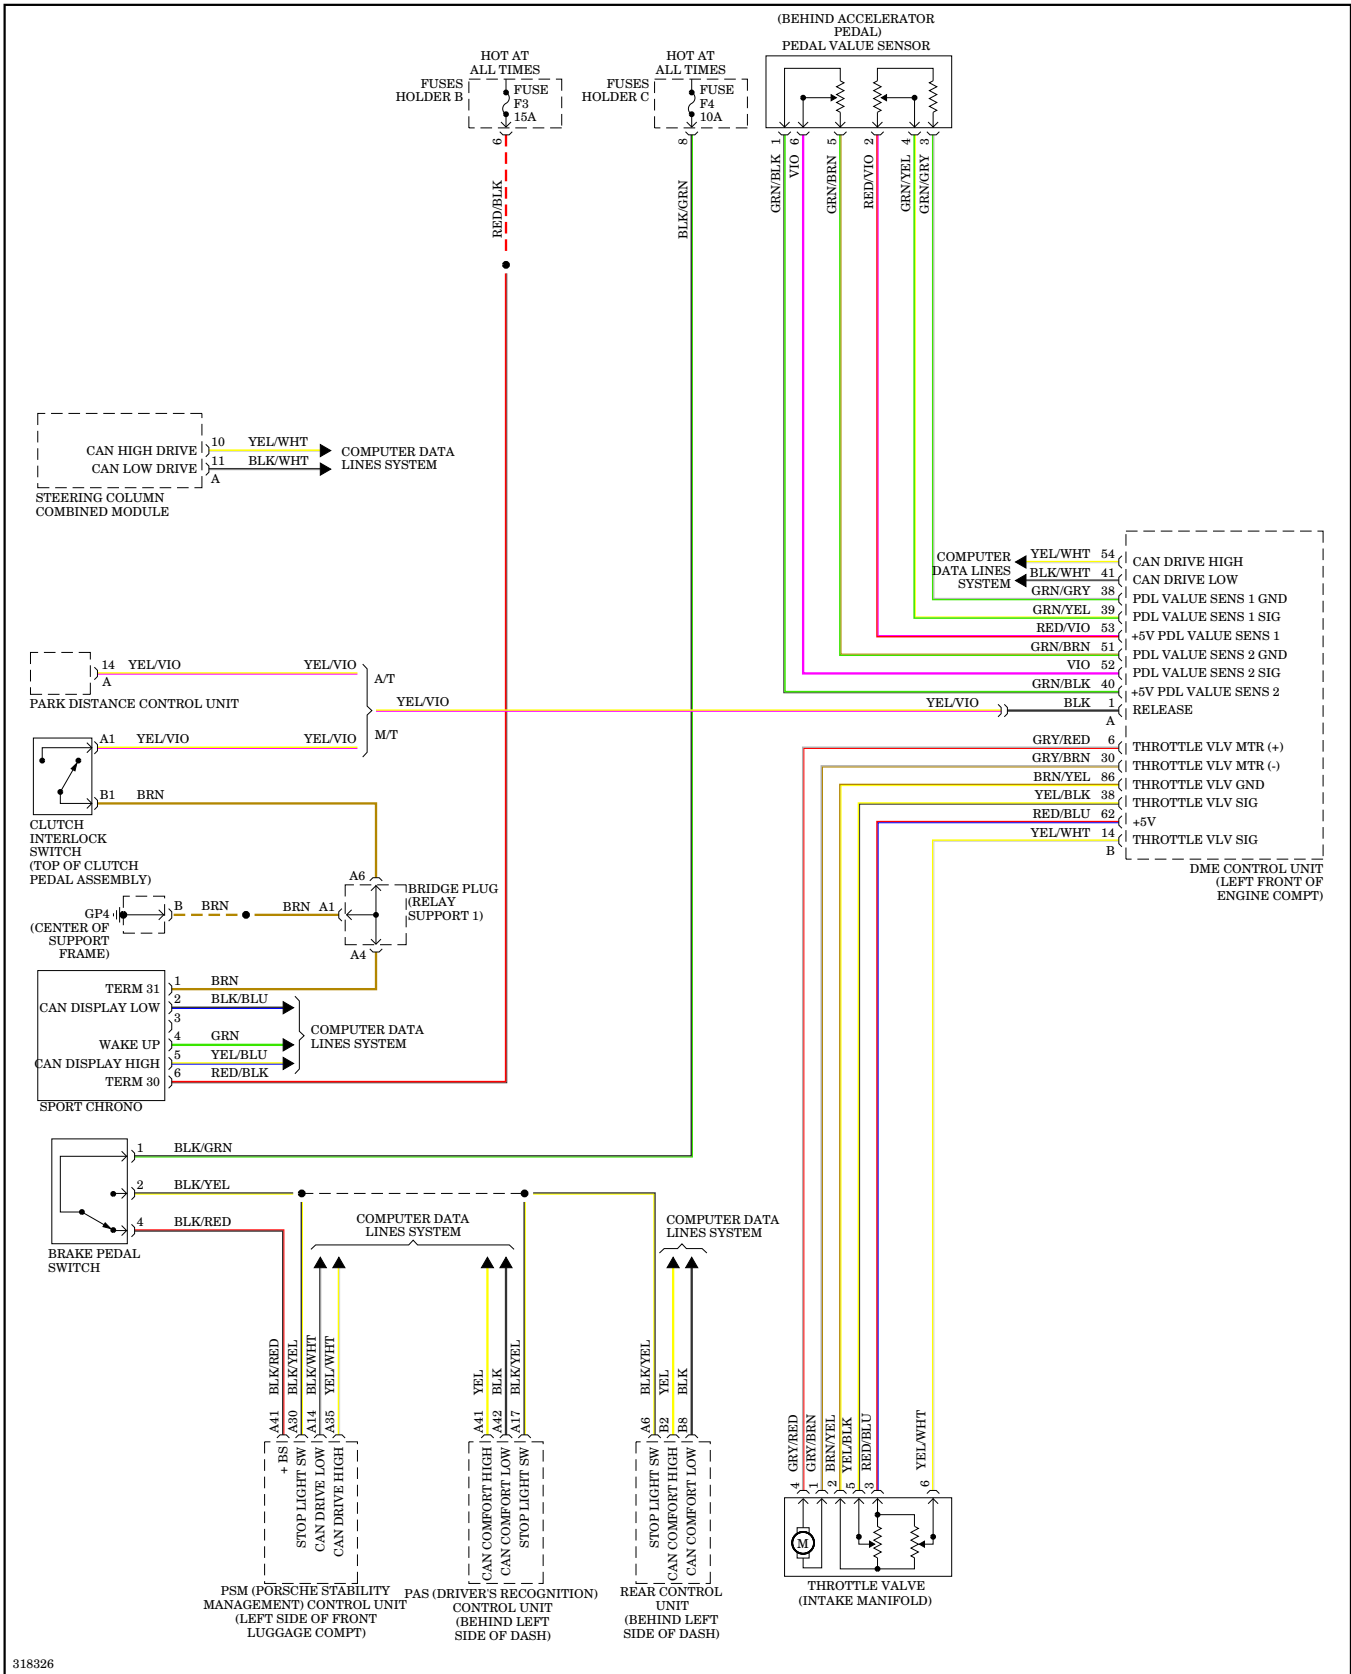 (BEHIND ACCELERATOR
PEDAL)
PEDAL VALUE SENSOR
HOT AT
ALL TIMES
FUSES
HOLDER B
FUSE
F3
15A
HOT AT
ALL TIMES
FUSES
HOLDER C
FUSE
F4
10A
6
8
1
6
5
2
4
3
RED/BLK
BLK/GRN
GRN/BLK
VIO
GRN/BRN
RED/VIO
GRN/YEL
GRN/GRY
CAN HIGH DRIVE
10
YEL/WHT
CAN LOW DRIVE
11
BLK/WHT
A
COMPUTER DATA
LINES SYSTEM
STEERING COLUMN
COMBINED MODULE
COMPUTER
DATA LINES
SYSTEM
YEL/WHT 54 CAN DRIVE HIGH
BLK/WHT 41 CAN DRIVE LOW
GRN/GRY 38 PDL VALUE SENS 1 GND
GRN/YEL 39 PDL VALUE SENS 1 SIG
RED/VIO 53 +5V PDL VALUE SENS 1
GRN/BRN 51 PDL VALUE SENS 2 GND
VIO 52 PDL VALUE SENS 2 SIG
GRN/BLK 40 +5V PDL VALUE SENS 2
YEL/VIO BLK 1 RELEASE
A
GRY/RED 6 THROTTLE VLV MTR (+)
GRY/BRN 30 THROTTLE VLV MTR (-)
BRN/YEL 86 THROTTLE VLV GND
YEL/BLK 38 THROTTLE VLV SIG
RED/BLU 62 +5V
YEL/WHT 14 THROTTLE VLV SIG
B
DME CONTROL UNIT
(LEFT FRONT OF
ENGINE COMPT)
14 YEL/VIO YEL/VIO
A
A/T
PARK DISTANCE CONTROL UNIT
YEL/VIO
M/T
A1 YEL/VIO YEL/VIO
B1 BRN
CLUTCH
INTERLOCK
SWITCH
(TOP OF CLUTCH
PEDAL ASSEMBLY)
A6
BRIDGE PLUG
(RELAY
SUPPORT 1)
GP4
(CENTER OF
SUPPORT
FRAME)
B BRN BRN A1
A4
TERM 31 1 BRN
CAN DISPLAY LOW 2 BLK/BLU
3
WAKE UP 4 GRN
CAN DISPLAY HIGH 5 YEL/BLU
TERM 30 6 RED/BLK
COMPUTER DATA
LINES SYSTEM
SPORT CHRONO
1 BLK/GRN
2 BLK/YEL
4 BLK/RED
BRAKE PEDAL
SWITCH
COMPUTER DATA
LINES SYSTEM
COMPUTER DATA
LINES SYSTEM
BLK/RED
BLK/YEL
BLK/WHT
YEL/WHT
A41
A30
A14
A35
+ BS
STOP LIGHT SW
CAN DRIVE LOW
CAN DRIVE HIGH
PSM (PORSCHE STABILITY
MANAGEMENT) CONTROL UNIT
(LEFT SIDE OF FRONT
LUGGAGE COMPT)
YEL
BLK
BLK/YEL
A41
A42
A17
CAN COMFORT HIGH
CAN COMFORT LOW
STOP LIGHT SW
PAS (DRIVER'S RECOGNITION)
CONTROL UNIT
(BEHIND LEFT
SIDE OF DASH)
BLK/YEL
YEL
BLK
A6
B2
B8
STOP LIGHT SW
CAN COMFORT HIGH
CAN COMFORT LOW
REAR CONTROL
UNIT
(BEHIND LEFT
SIDE OF DASH)
GRY/RED
GRY/BRN
BRN/YEL
YEL/BLK
RED/BLU
YEL/WHT
4
1
2
5
3
6
M
THROTTLE VALVE
(INTAKE MANIFOLD)
318326